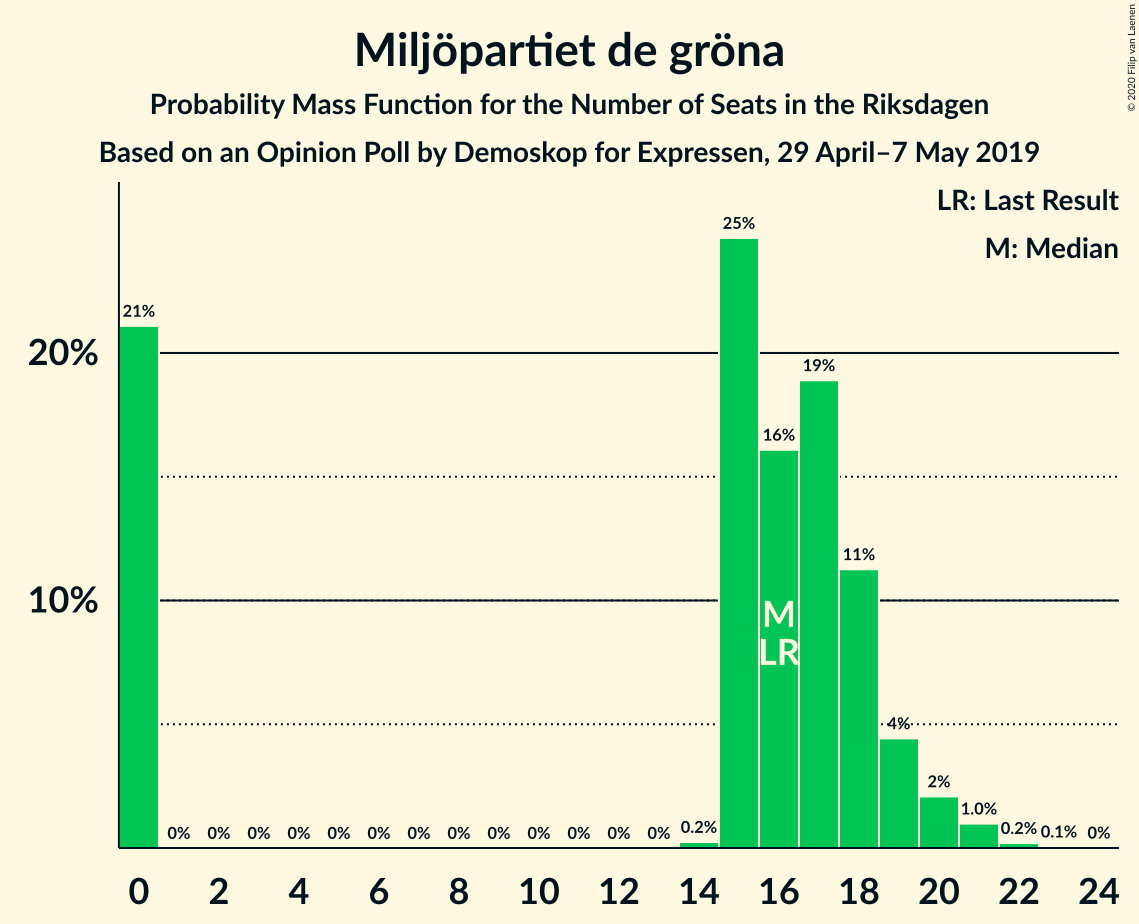 Miljöpartiet de gröna
Probability Mass Function for the Number of Seats in the Riksdagen
Based on an Opinion Poll by Demoskop for Expressen, 29 April–7 May 2019
© 2020 Filip van Laenen
LR: Last Result
M: Median
25%
21%
20%
19%
16%
11%
10%
M
LR
4%
2%
1.0%
0% 0% 0% 0% 0% 0% 0% 0% 0% 0% 0% 0% 0% 0.2% 0.2% 0.1% 0%
0 2 4 6 8 10 12 14 16 18 20 22 24